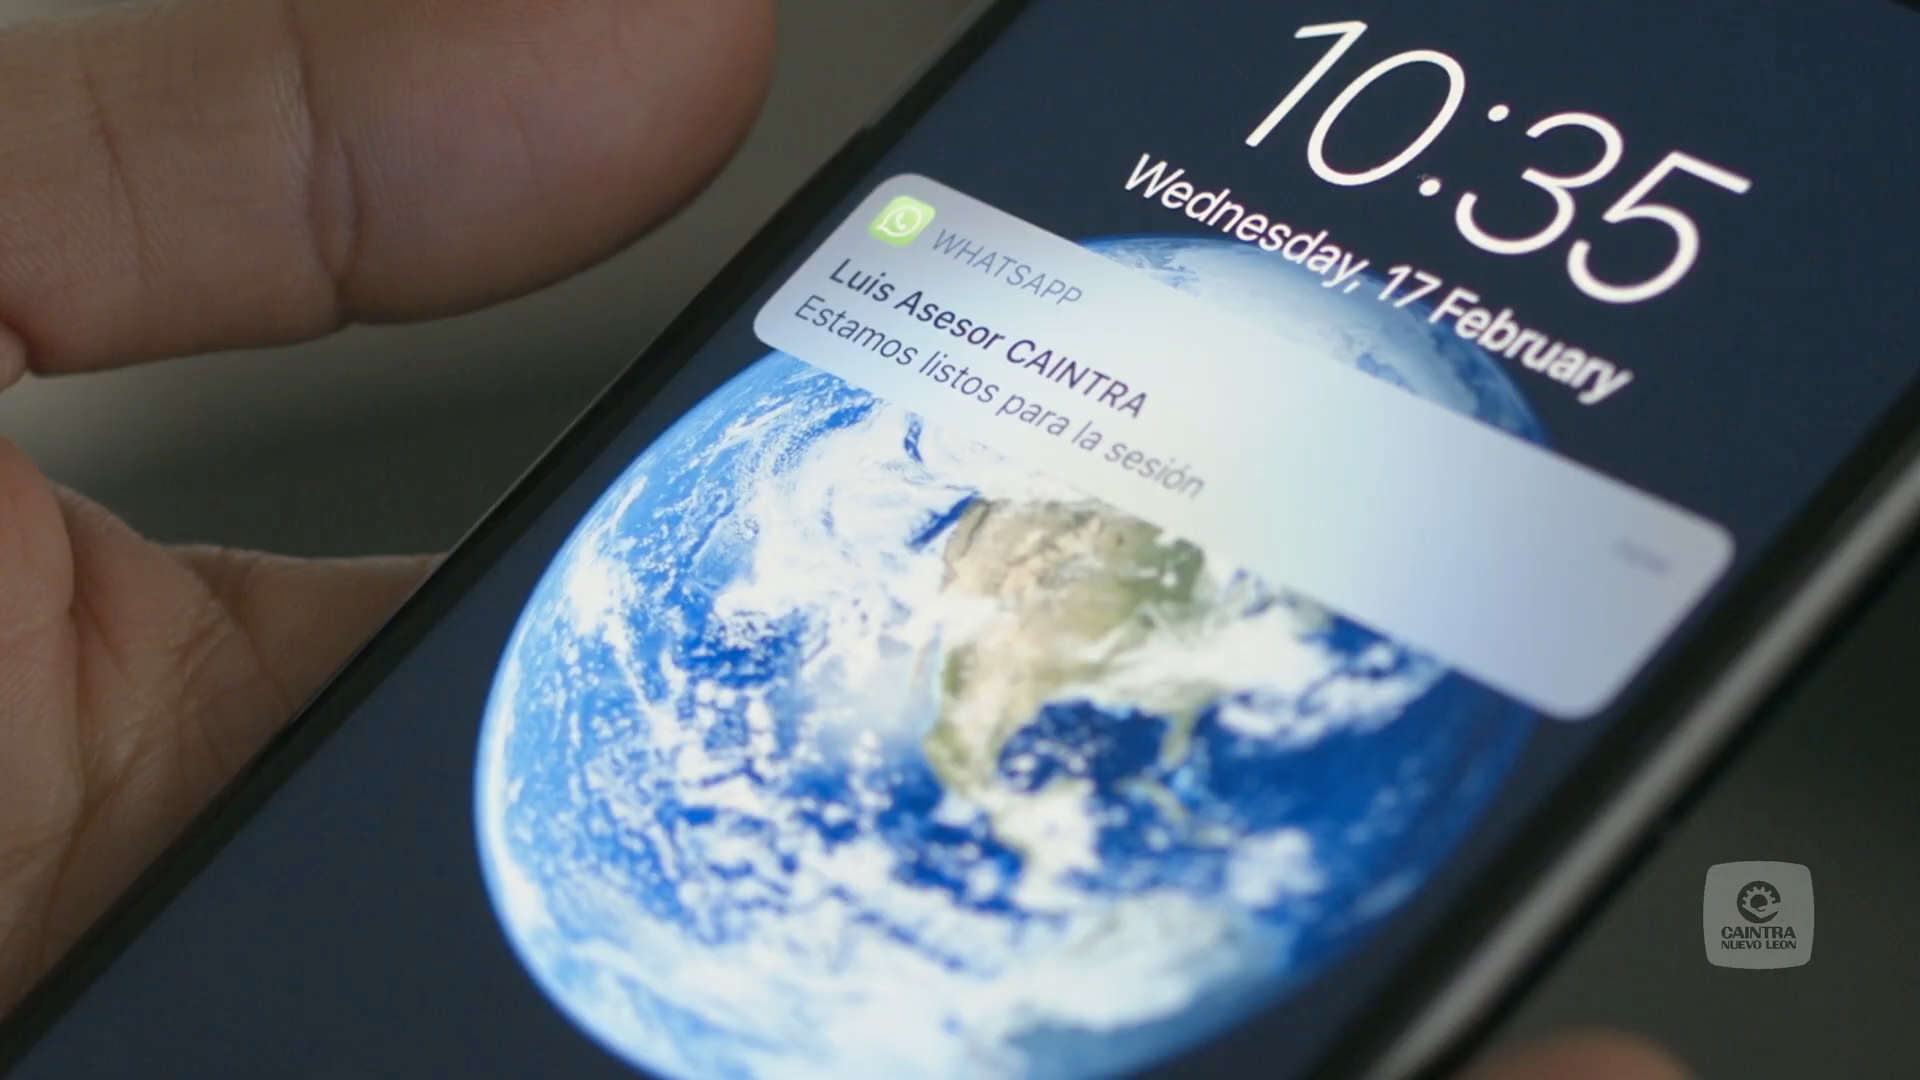 10:35
Wednesday, 17 February
WHATSAPP
Luis Asesor CAINTRA
Estamos listos para la sesión
CAINTRA
NUEVO LEON